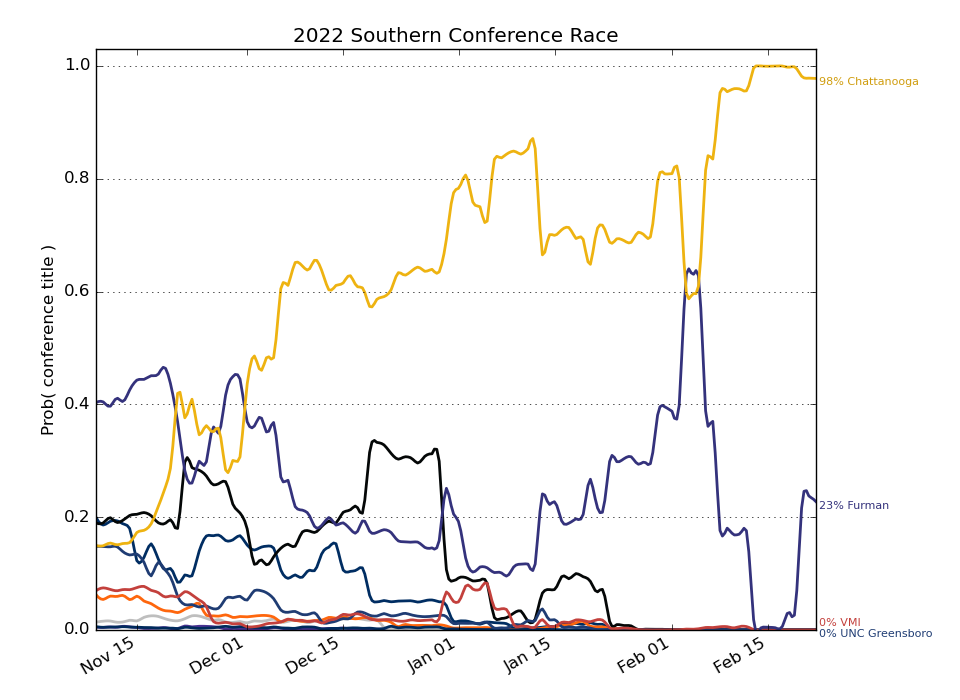 2022 Southern Conference Race
1.0
0.8
0.6
0.4
0.2
0.0
Prob( conference title )
98% Chattanooga
23% Furman
0% VMI
0% UNC Greensboro
Nov 15
Dec 01
Dec 15
Jan 01
Jan 15
Feb 01
Feb 15